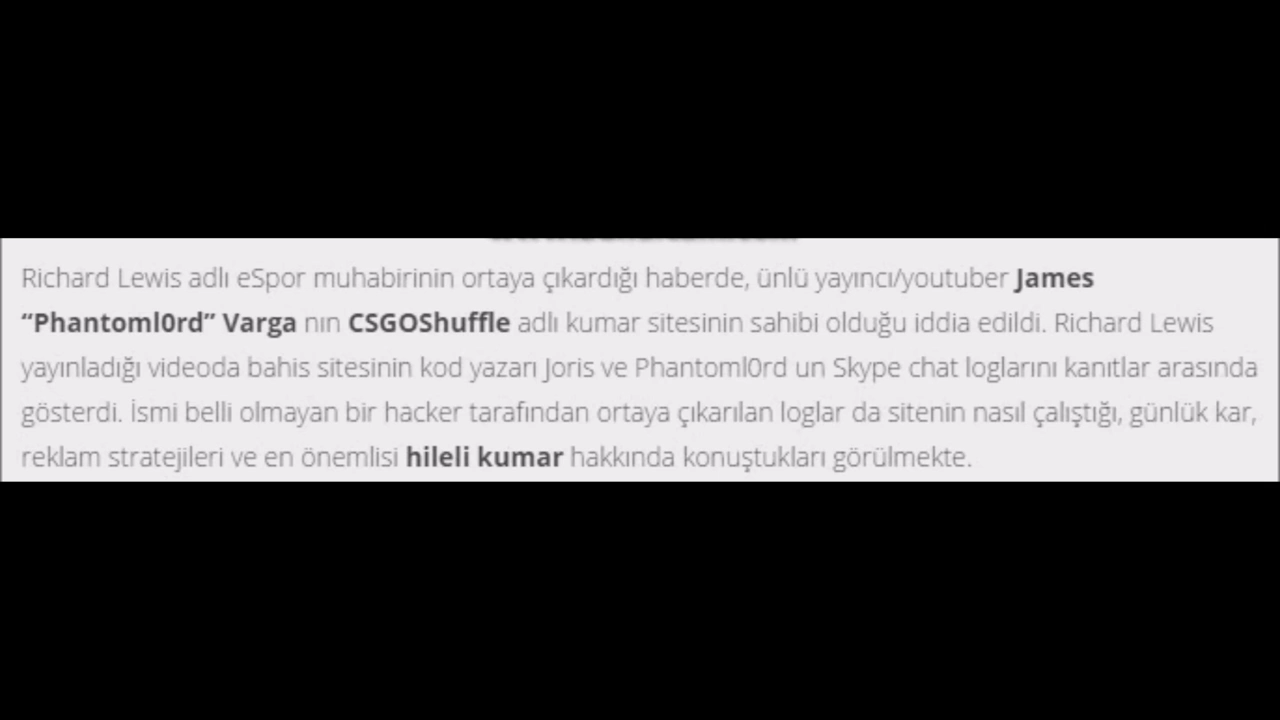 Richard Lewis adlı eSpor muhabirinin ortaya çıkardığı haberde, ünlü yayıncı/youtuber James
“Phantoml0rd” Varga nın CSGOShuffle adlı kumar sitesinin sahibi olduğu iddia edildi. Richard Lewis
yayınladığı videoda bahis sitesinin kod yazarı Joris ve Phantoml0rd un Skype chat loglarını kanıtlar arasında
gösterdi. İsmi belli olmayan bir hacker tarafından ortaya çıkarılan loglar da sitenin nasıl çalıştığı, günlük kar,
reklam stratejileri ve en önemlisi hileli kumar hakkında konuştukları görülmekte.